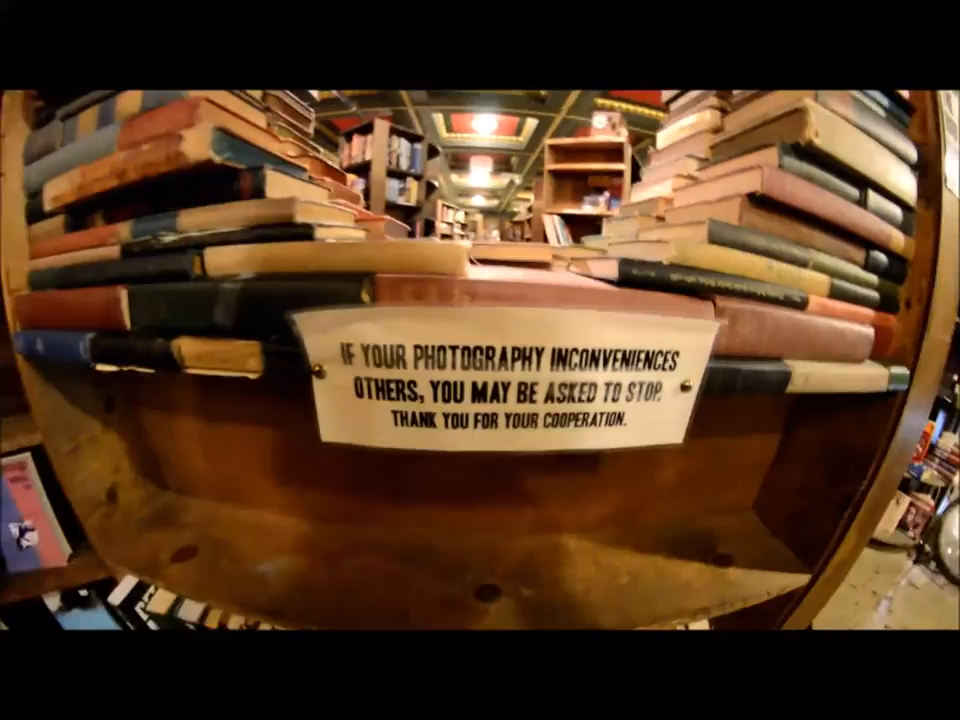 IF YOUR PHOTOGRAPHY INCONVENIENCES
OTHERS, YOU MAY BE ASKED TO STOP.
THANK YOU FOR YOUR COOPERATION.